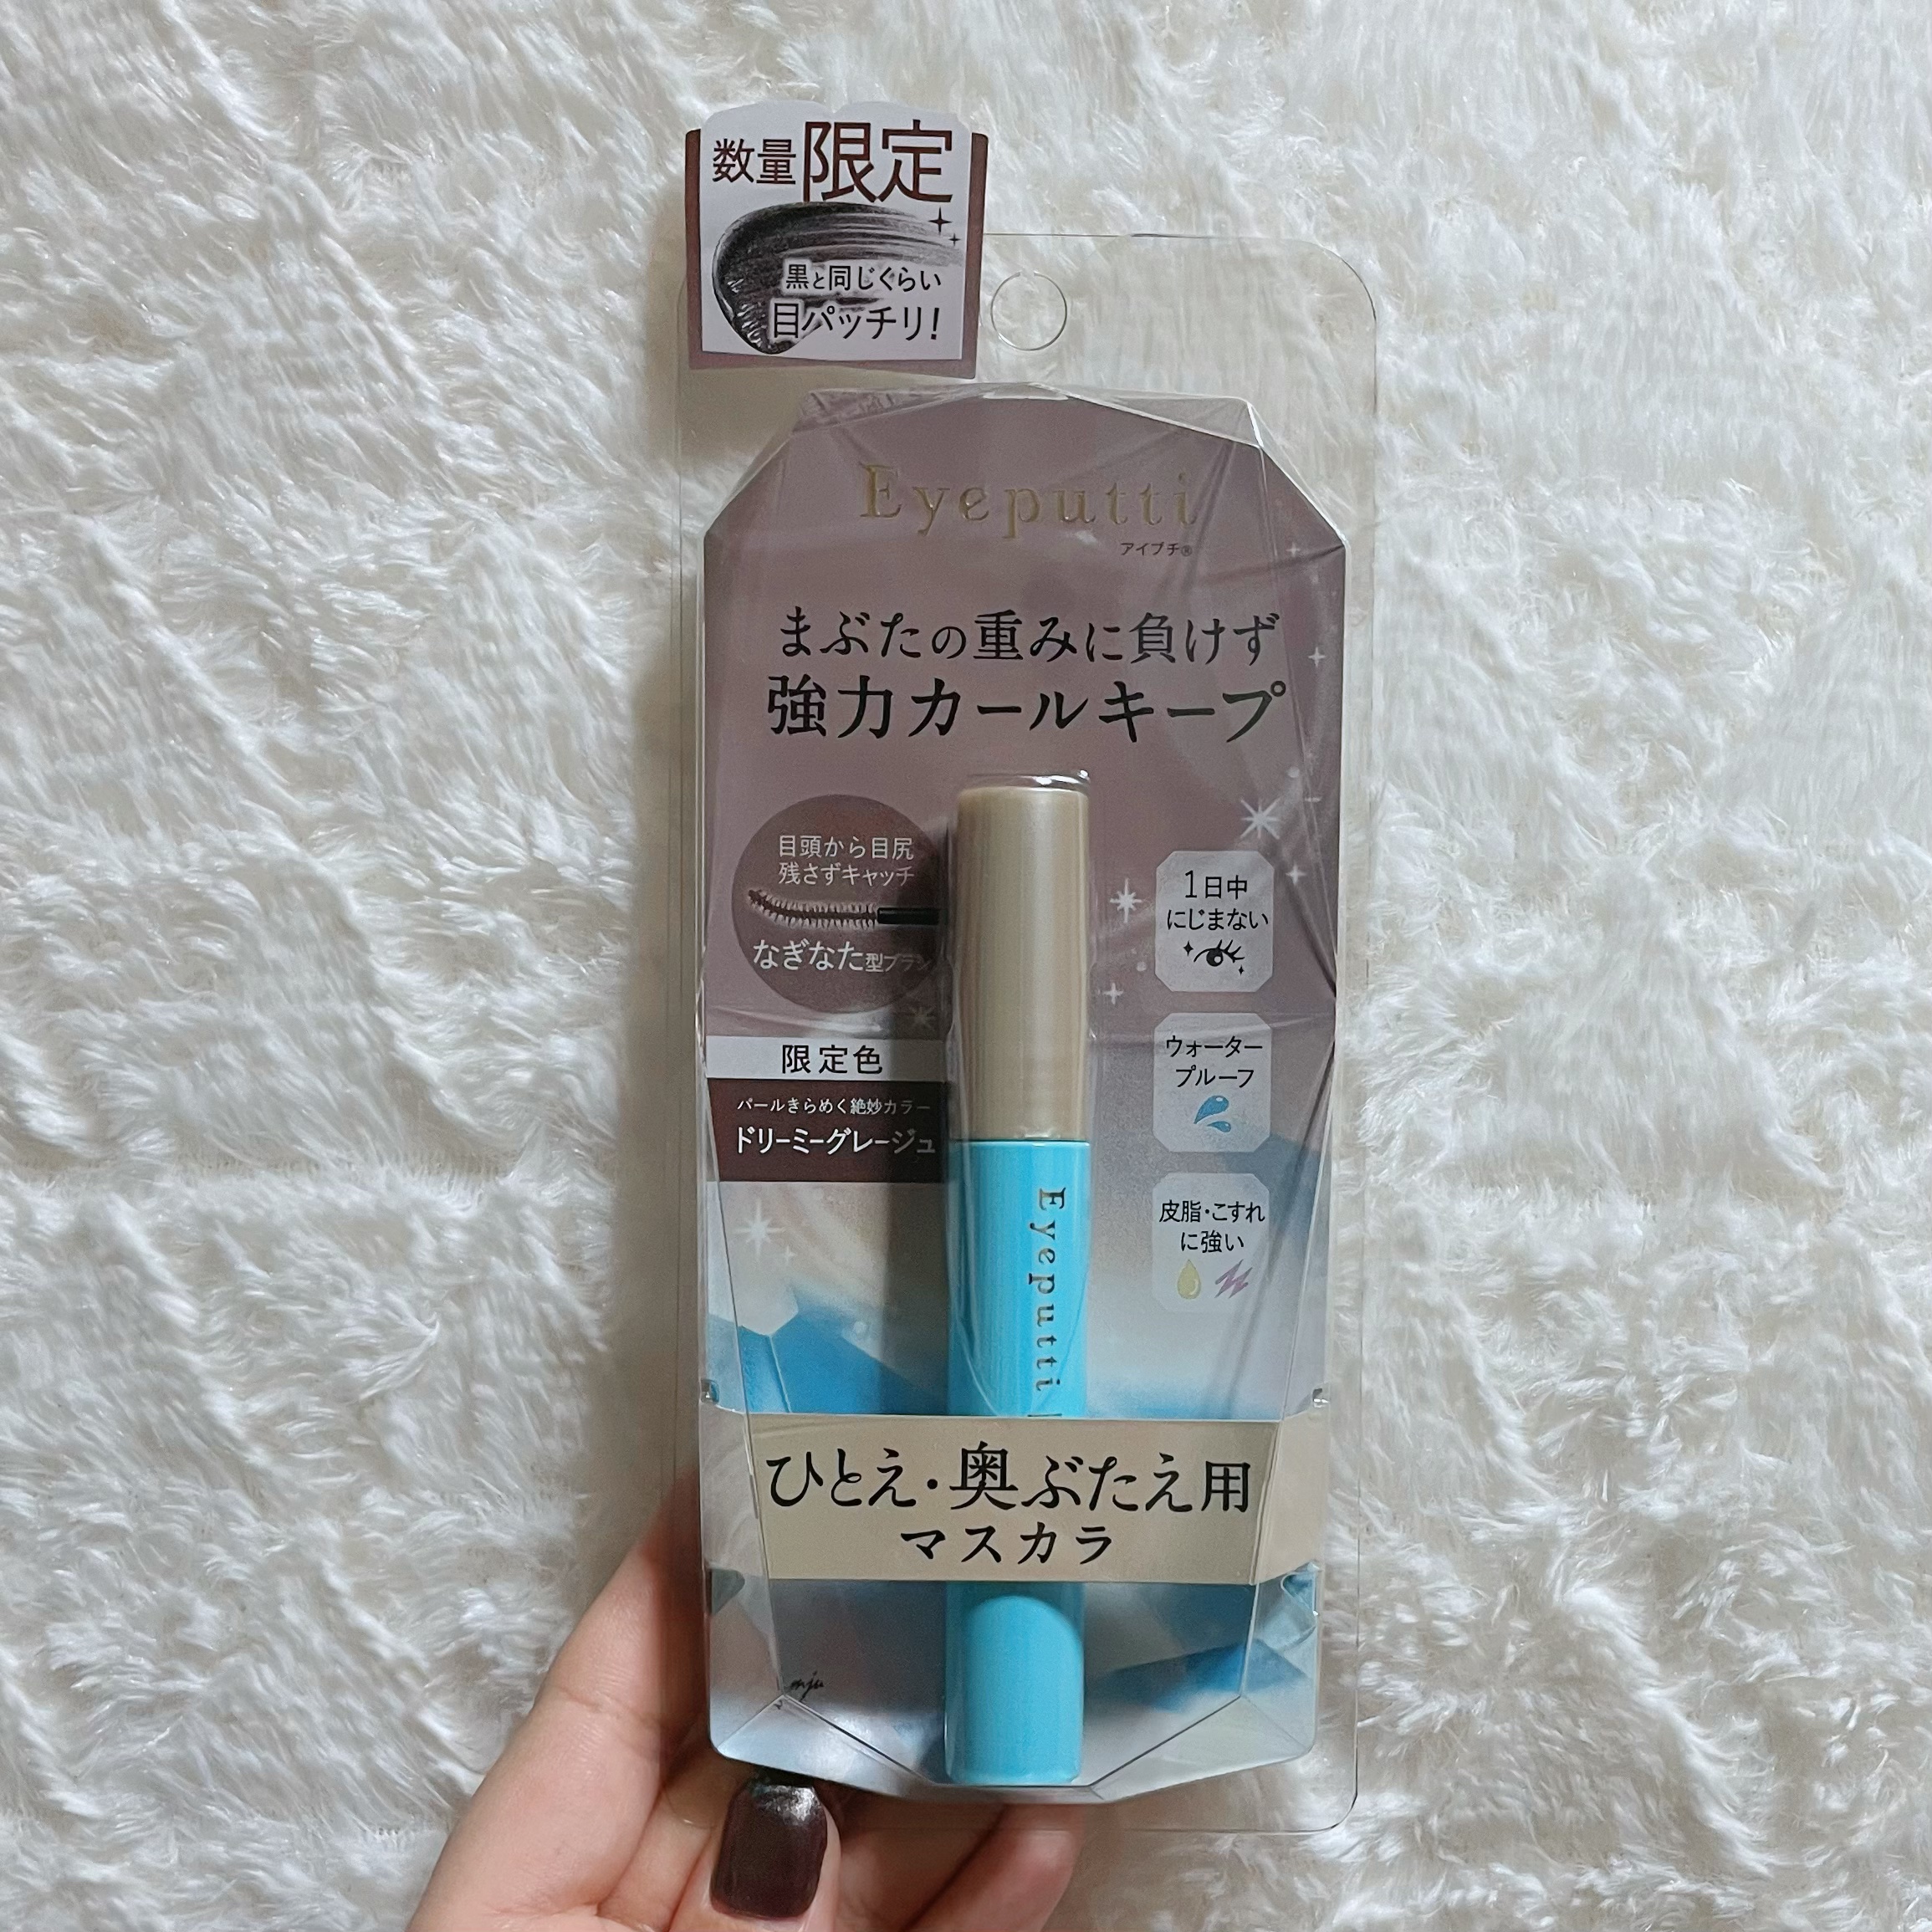 数量限定
黒と同じくらい
目パッチリ!
Eyeputti
アイプチ®
まぶたの重みに負けず
強力カールキープ
目頭から目尻
残さずキャッチ
なぎなた型ブラシ
限定色
パールきらめく絶妙カラー
ドリーミーグレージュ
1日中
にじまない
ウォーター
プルーフ
皮脂・こすれ
に強い
Eyeputti
ひとえ・奥ぶたえ用
マスカラ
mju